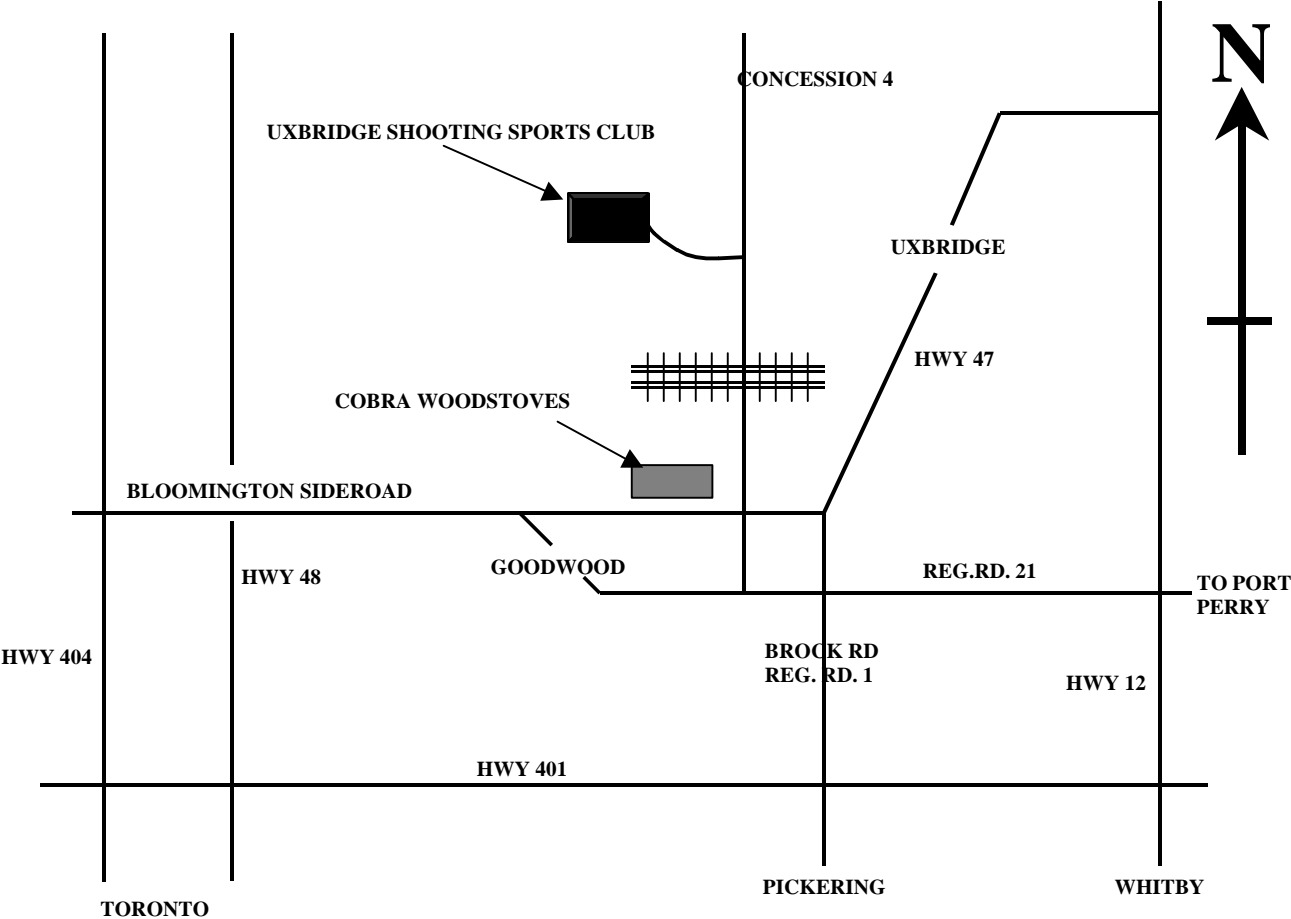 N
CONCESSION 4
UXBRIDGE SHOOTING SPORTS CLUB
UXBRIDGE
HWY 47
COBRA WOODSTOVES
BLOOMINGTON SIDEROAD
GOODWOOD
HWY 48
REG.RD. 21
TO PORT
PERRY
HWY 404
BROCK RD
REG. RD. 1
HWY 12
HWY 401
PICKERING
WHITBY
TORONTO